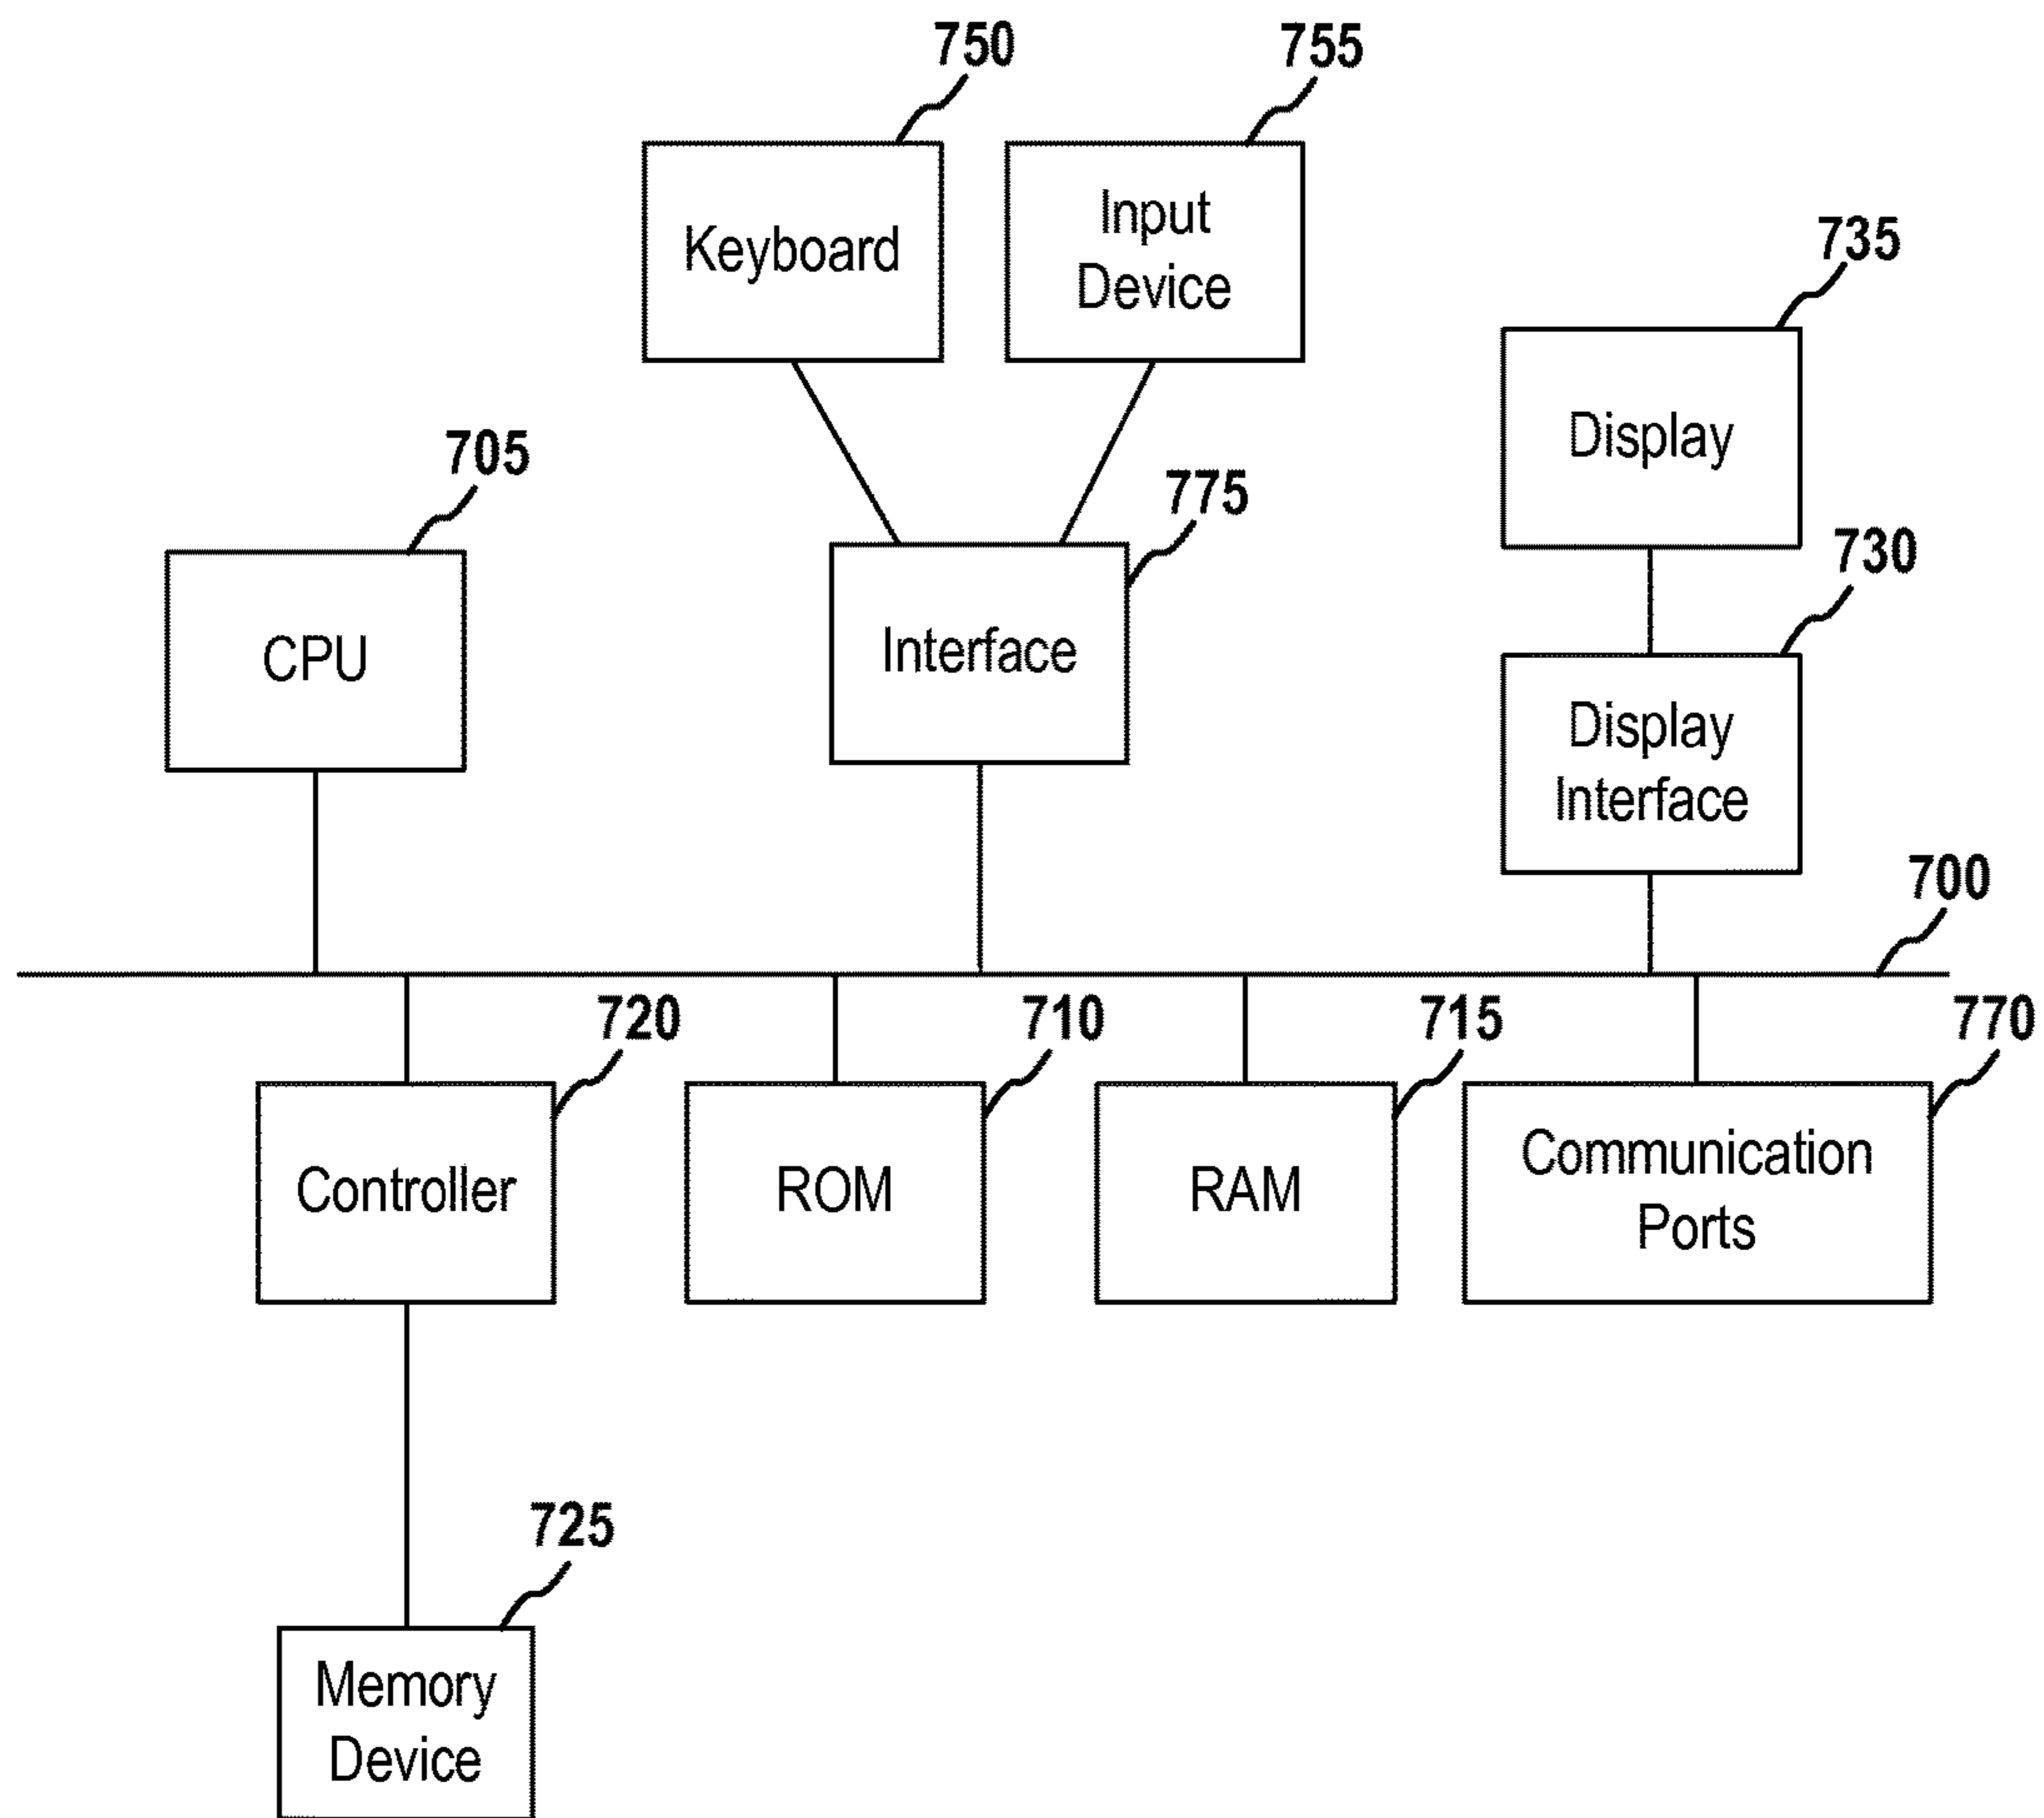 750
755
Keyboard
Input
Device
735
Display
705
775
730
CPU
Interface
Display
Interface
700
720
710
715
770
Controller
ROM
RAM
Communication
Ports
725
Memory
Device